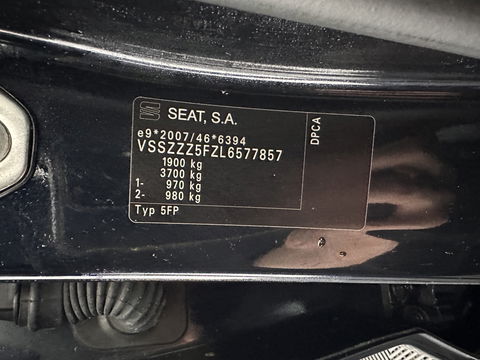 SEAT, S.A.
e9*2007/46*6394
VSSZZZ5FZL6577857
1900 kg
3700 kg
1- 970 kg
2- 980 kg
Typ 5FP
DPCA